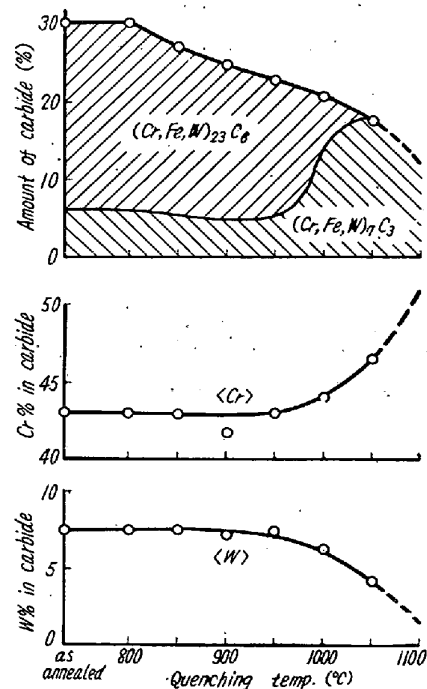 30
20
10
0
Amount of carbide (%)
(Cr, Fe, W)23 C6
(Cr, Fe, W)7 C3
50
45
40
Cr % in carbide
<Cr>
10
5
0
W% in carbide
<W>
as annealed 800 900 1000 1100
Quenching temp. (°C)